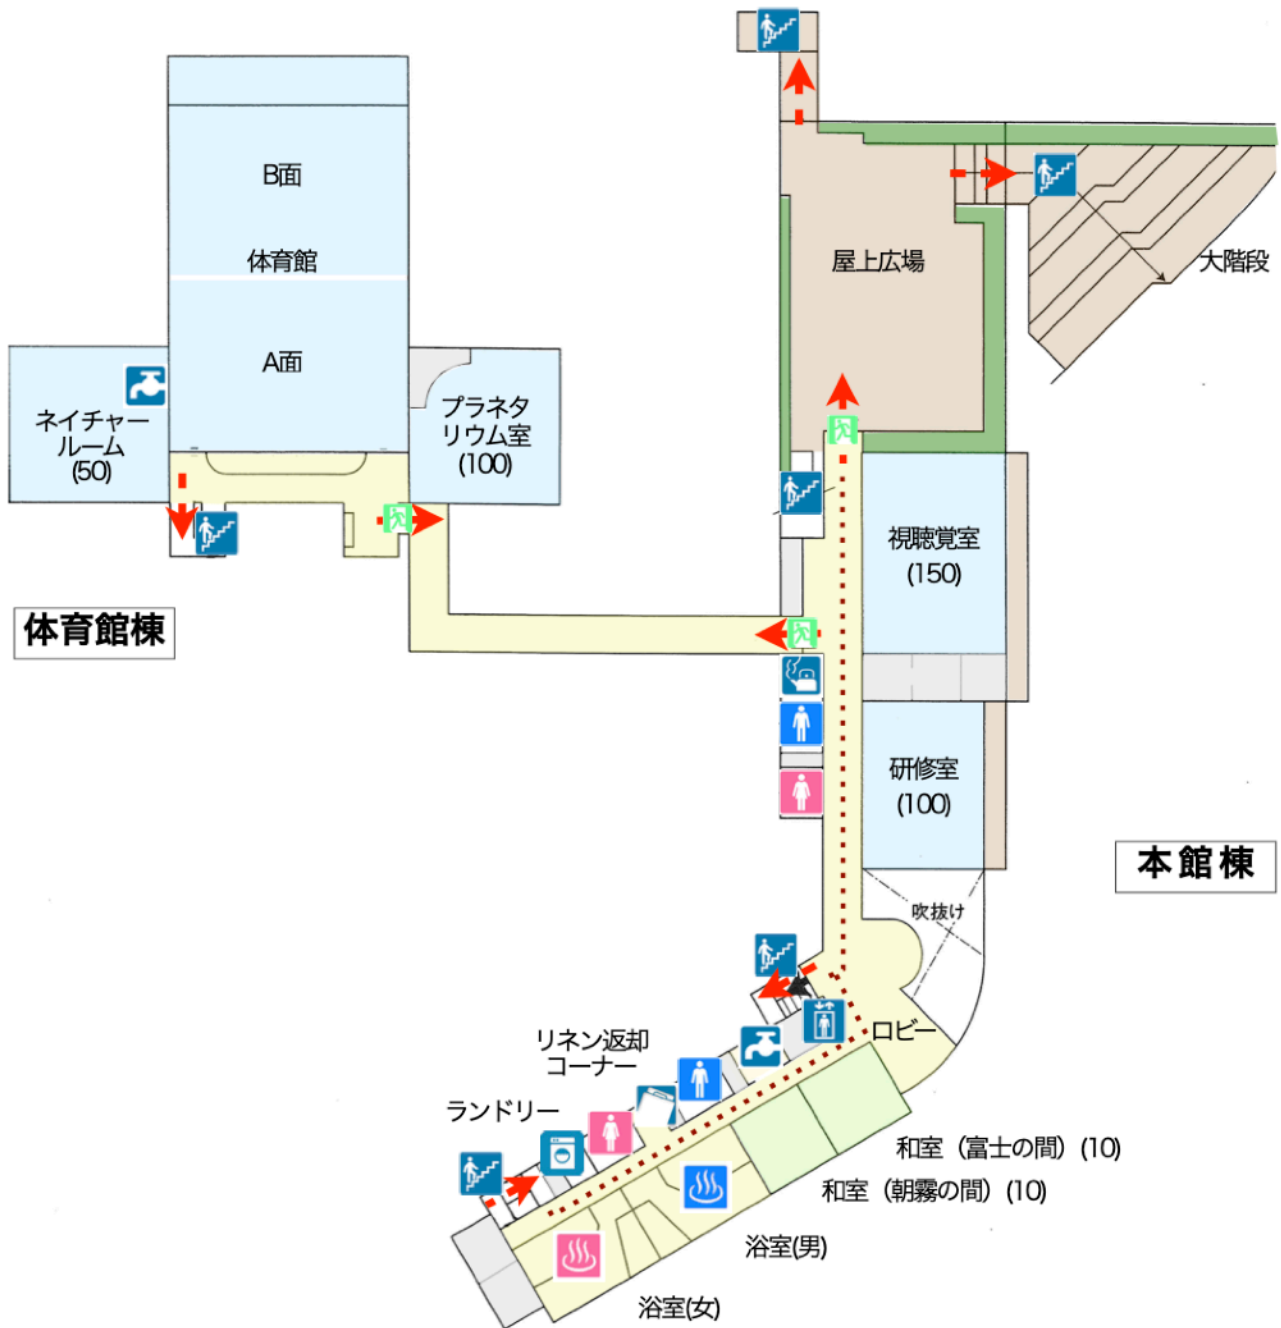 B面
体育館
A面
屋上広場
大階段
ネイチャー
ルーム
(50)
プラネタ
リウム室
(100)
視聴覚室
(150)
体育館棟
研修室
(100)
本館棟
吹抜け
ロビー
リネン返却
コーナー
ランドリー
和室（富士の間）(10)
和室（朝霧の間）(10)
浴室(男)
浴室(女)